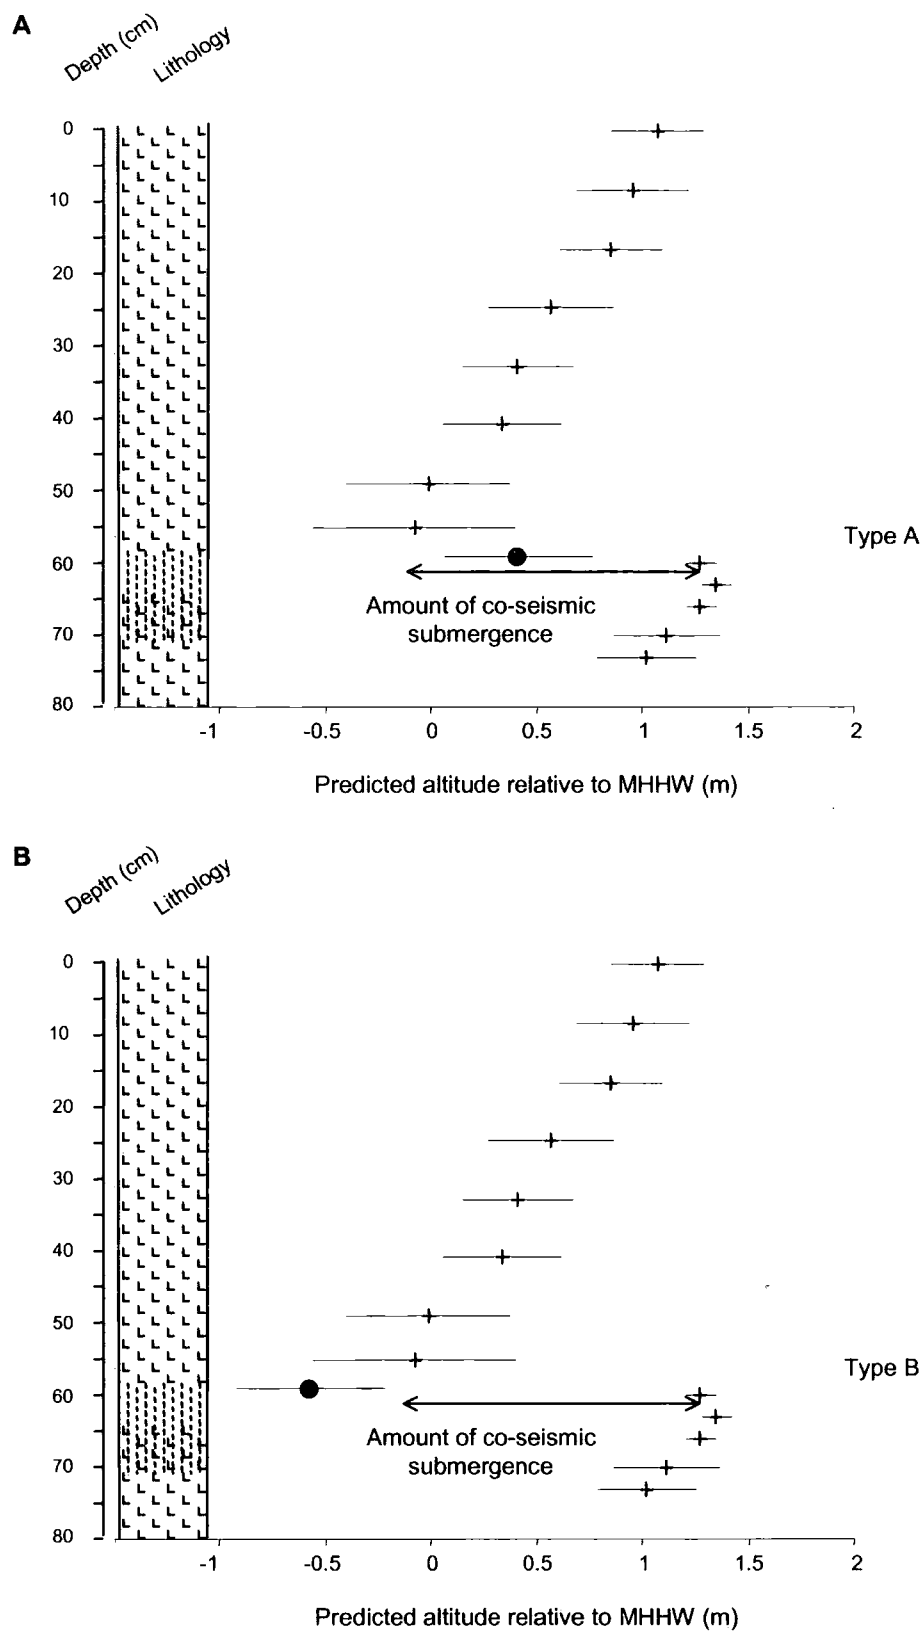 A
Depth (cm)
Lithology
0
10
20
30
40
50
60
70
80
Type A
Amount of co-seismic
submergence
-1
-0.5
0
0.5
1
1.5
2
Predicted altitude relative to MHHW (m)
B
Depth (cm)
Lithology
0
10
20
30
40
50
60
70
80
Type B
Amount of co-seismic
submergence
-1
-0.5
0
0.5
1
1.5
2
Predicted altitude relative to MHHW (m)